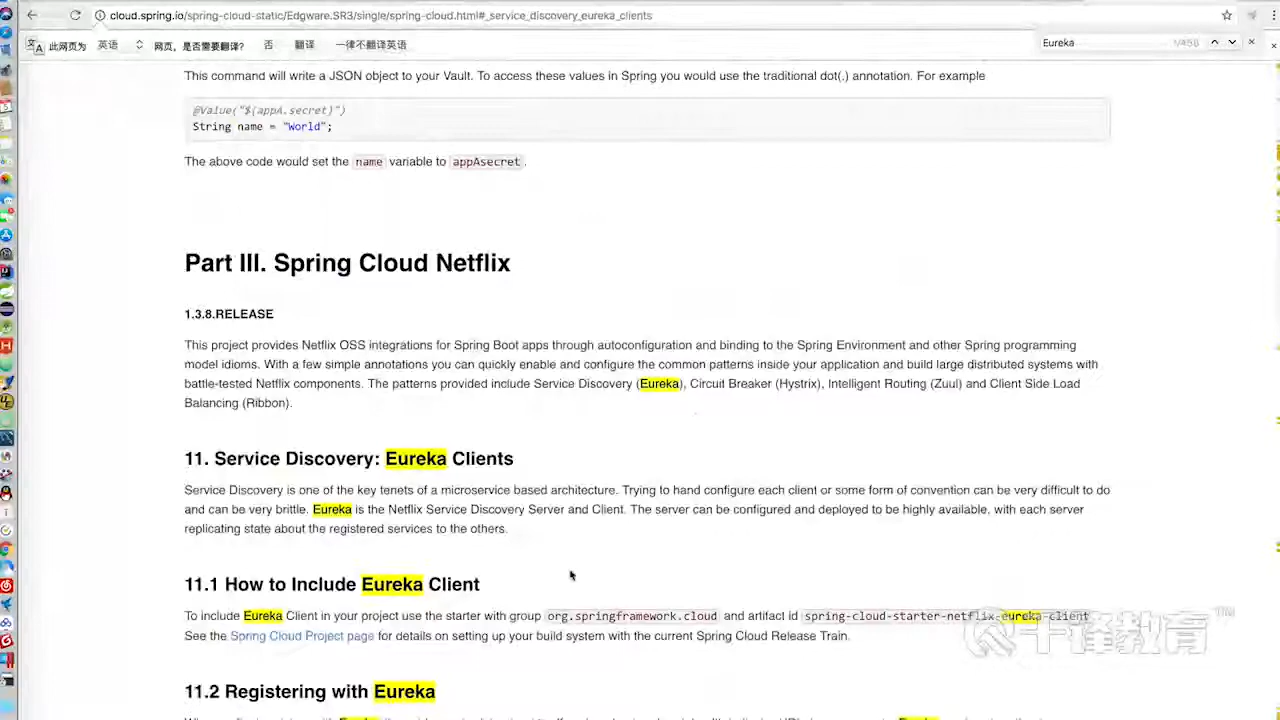 cloud.spring.io/spring-cloud-static/Edgware.SR3/single/spring-cloud.html#_service_discovery_eureka_clients
此网页为 英语 网页，是否需要翻译? 否 翻译 一律不翻译英语
Eureka 1/458
This command will write a JSON object to your Vault. To access these values in Spring you would use the traditional dot(.) annotation. For example
@Value("${appA.secret}")
String name = "World";
The above code would set the name variable to appAsecret.
Part III. Spring Cloud Netflix
1.3.8.RELEASE
This project provides Netflix OSS integrations for Spring Boot apps through autoconfiguration and binding to the Spring Environment and other Spring programming
model idioms. With a few simple annotations you can quickly enable and configure the common patterns inside your application and build large distributed systems with
battle-tested Netflix components. The patterns provided include Service Discovery (Eureka), Circuit Breaker (Hystrix), Intelligent Routing (Zuul) and Client Side Load
Balancing (Ribbon).
11. Service Discovery: Eureka Clients
Service Discovery is one of the key tenets of a microservice based architecture. Trying to hand configure each client or some form of convention can be very difficult to do
and can be very brittle. Eureka is the Netflix Service Discovery Server and Client. The server can be configured and deployed to be highly available, with each server
replicating state about the registered services to the others.
11.1 How to Include Eureka Client
To include Eureka Client in your project use the starter with group org.springframework.cloud and artifact id spring-cloud-starter-netflix-eureka-client
See the Spring Cloud Project page for details on setting up your build system with the current Spring Cloud Release Train.
千锋教育™
11.2 Registering with Eureka